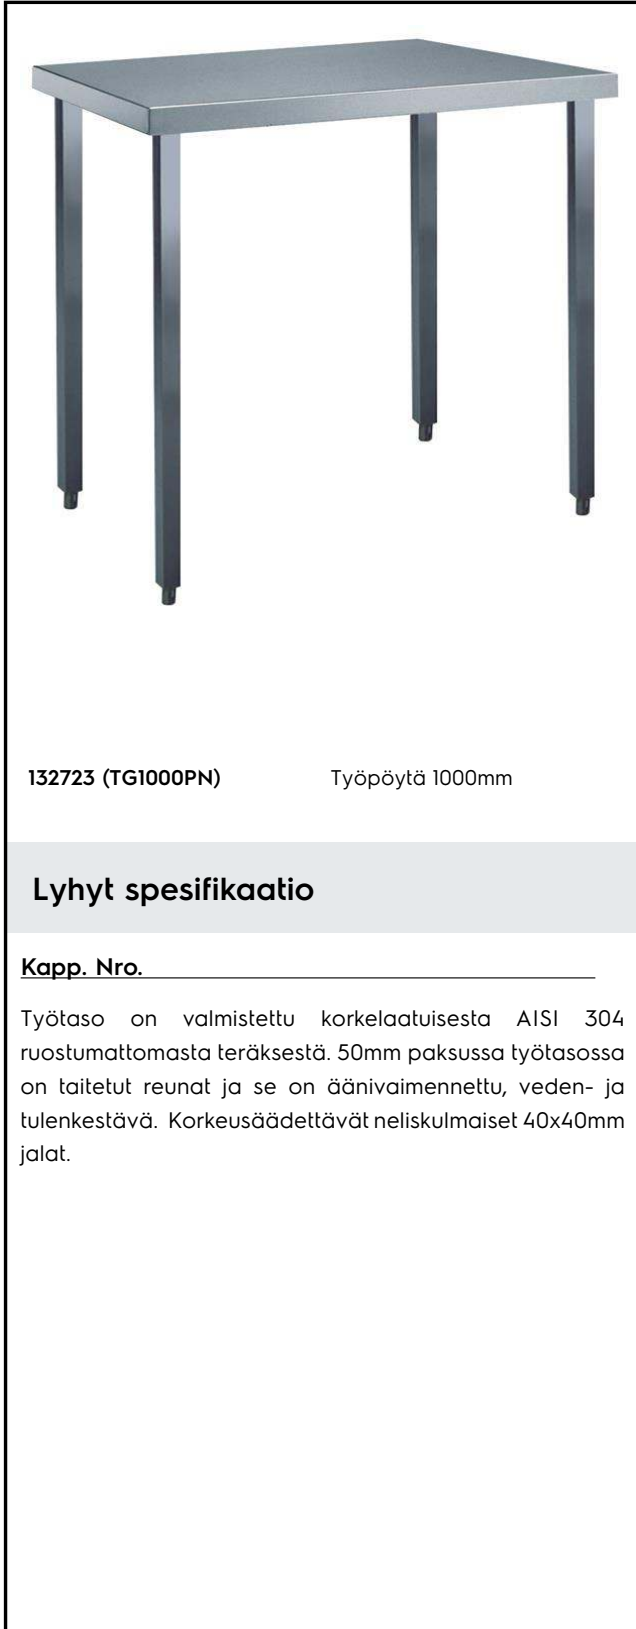 132723 (TG1000PN) Työpöytä 1000mm
Lyhyt spesifikaatio
Kapp. Nro.
Työtaso on valmistettu korkelaatuisesta AISI 304
ruostumattomasta teräksestä. 50mm paksussa työtasossa
on taitetut reunat ja se on äänivaimennettu, veden- ja
tulenkestävä. Korkeusäädettävät neliskulmaiset 40x40mm
jalat.